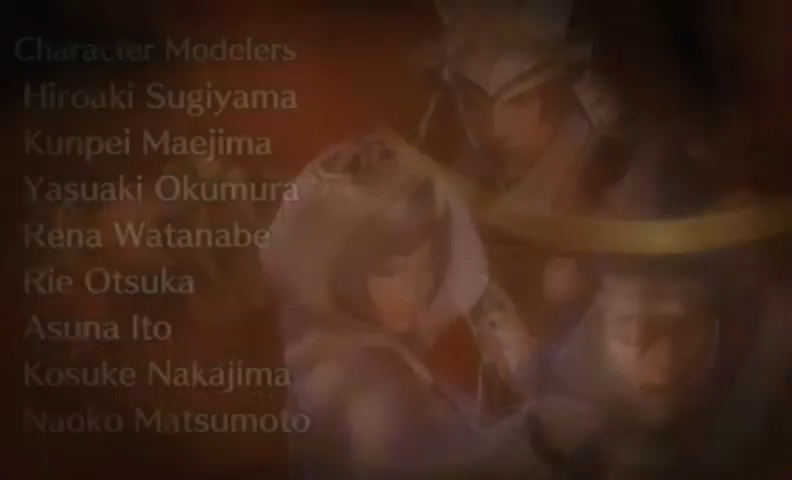 Character Modelers
Hiroaki Sugiyama
Kunpei Maejima
Yasuaki Okumura
Rena Watanabe
Rie Otsuka
Asuna Ito
Kosuke Nakajima
Naoko Matsumoto